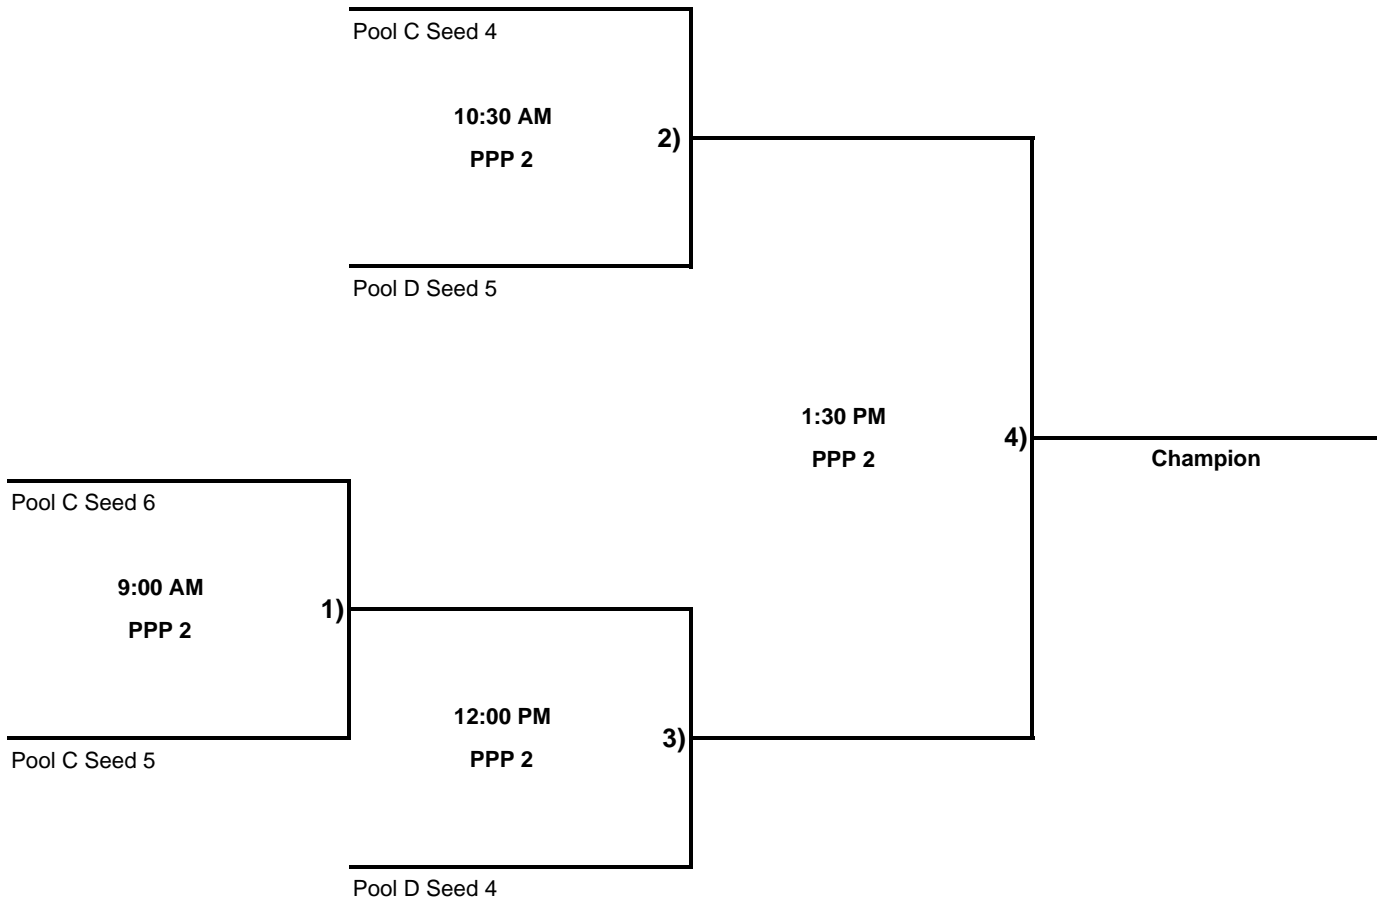 Pool C Seed 4
10:30 AM
2)
PPP 2
Pool D Seed 5
1:30 PM
4)
PPP 2
Champion
Pool C Seed 6
9:00 AM
1)
PPP 2
12:00 PM
3)
PPP 2
Pool C Seed 5
Pool D Seed 4